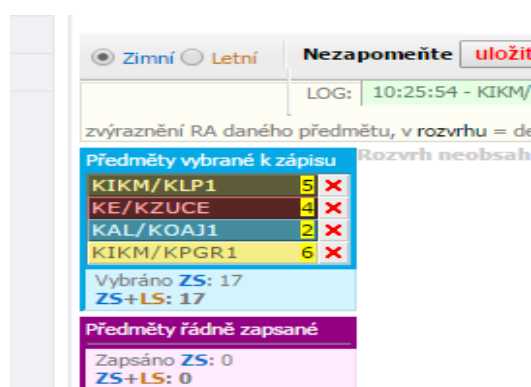 Zimní Letní Nezapomeňte uložit
LOG: 10:25:54 - KIKM/
zvýraznění RA daného předmětu, v rozvrhu = de
Předměty vybrané k zápisu Rozvrh neobsah
KIKM/KLP1 5
KE/KZUCE 4
KAL/KOAJ1 2
KIKM/KPGR1 6
Vybráno ZS: 17
ZS+LS: 17
Předměty řádně zapsané
Zapsáno ZS: 0
ZS+LS: 0